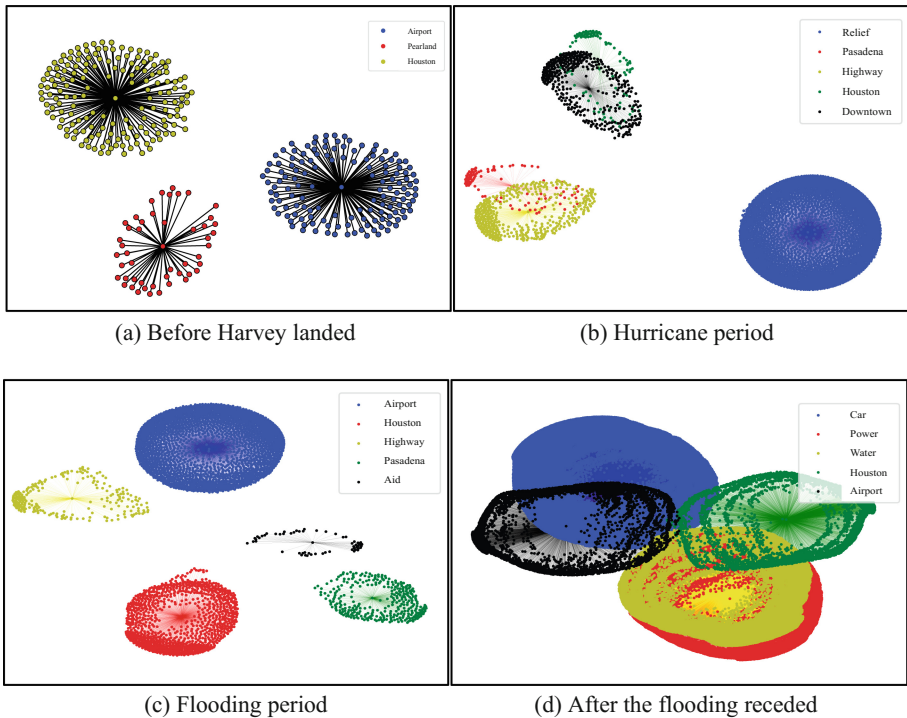 Airport
Pearland
Houston
(a) Before Harvey landed
Relief
Pasadena
Highway
Houston
Downtown
(b) Hurricane period
Airport
Houston
Highway
Pasadena
Aid
(c) Flooding period
Car
Power
Water
Houston
Airport
(d) After the flooding receded